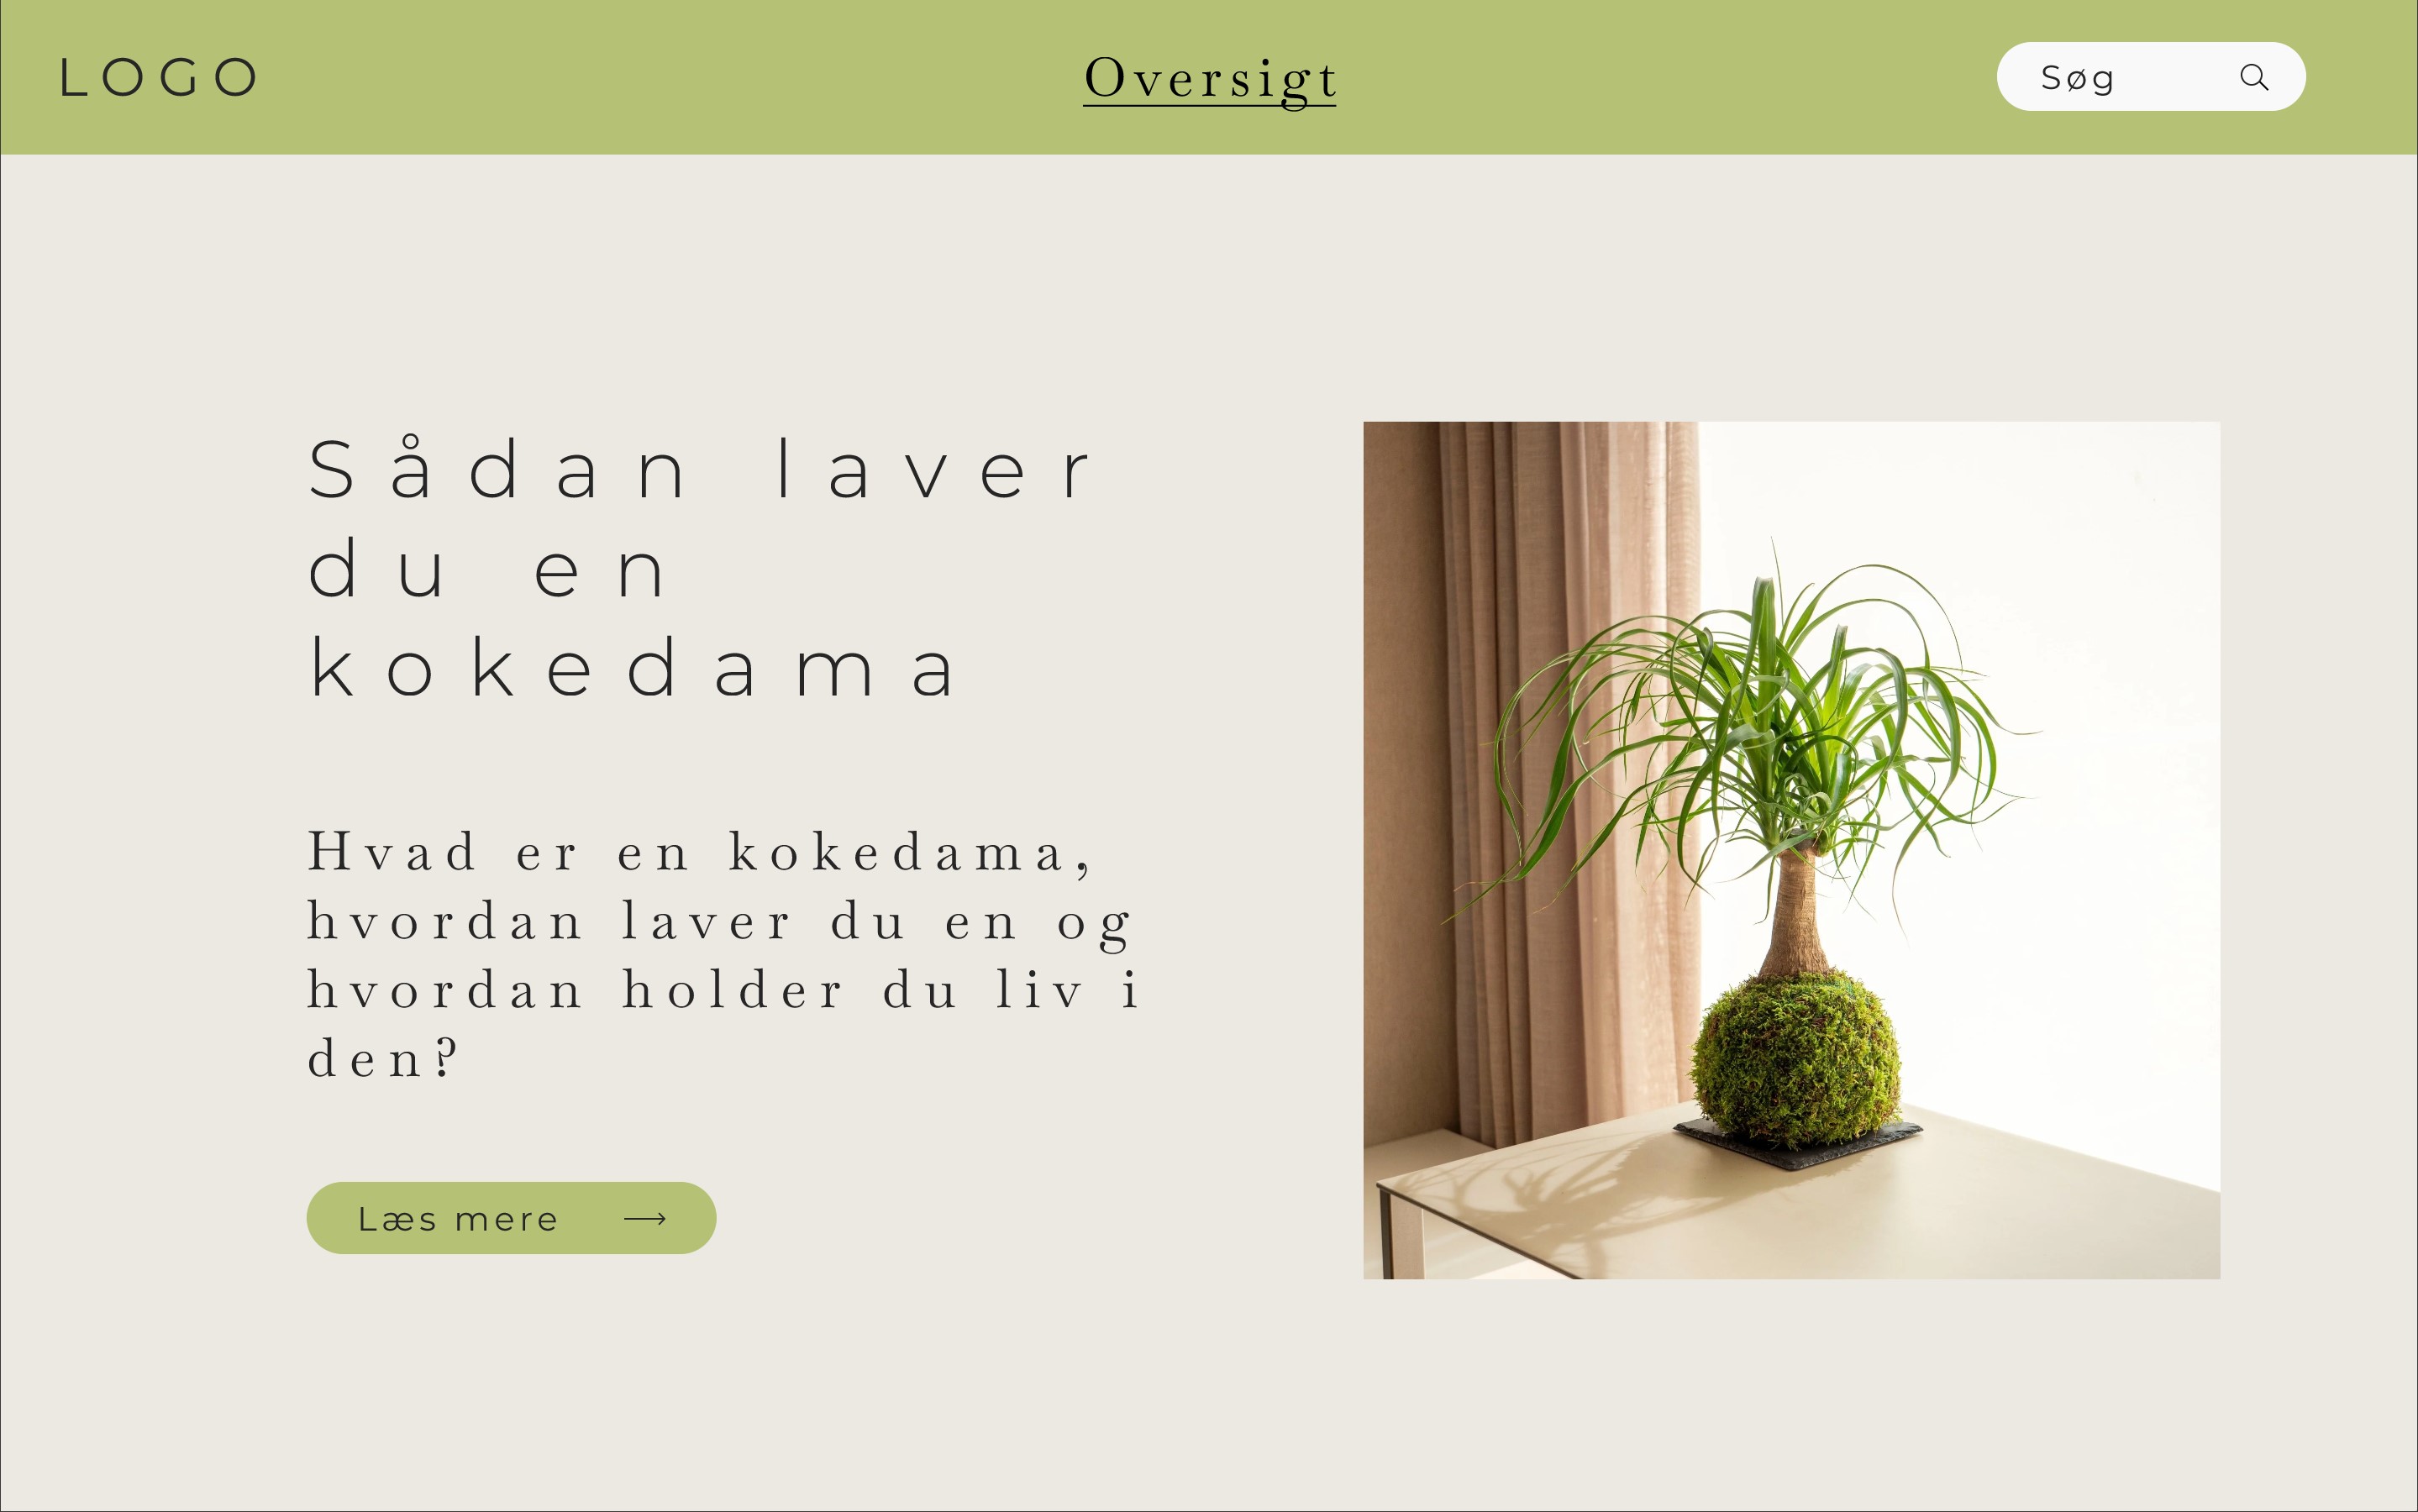 LOGO
Oversigt
Søg
Sådan laver
du en
kokedama
Hvad er en kokedama,
hvordan laver du en og
hvordan holder du liv i
den?
Læs mere